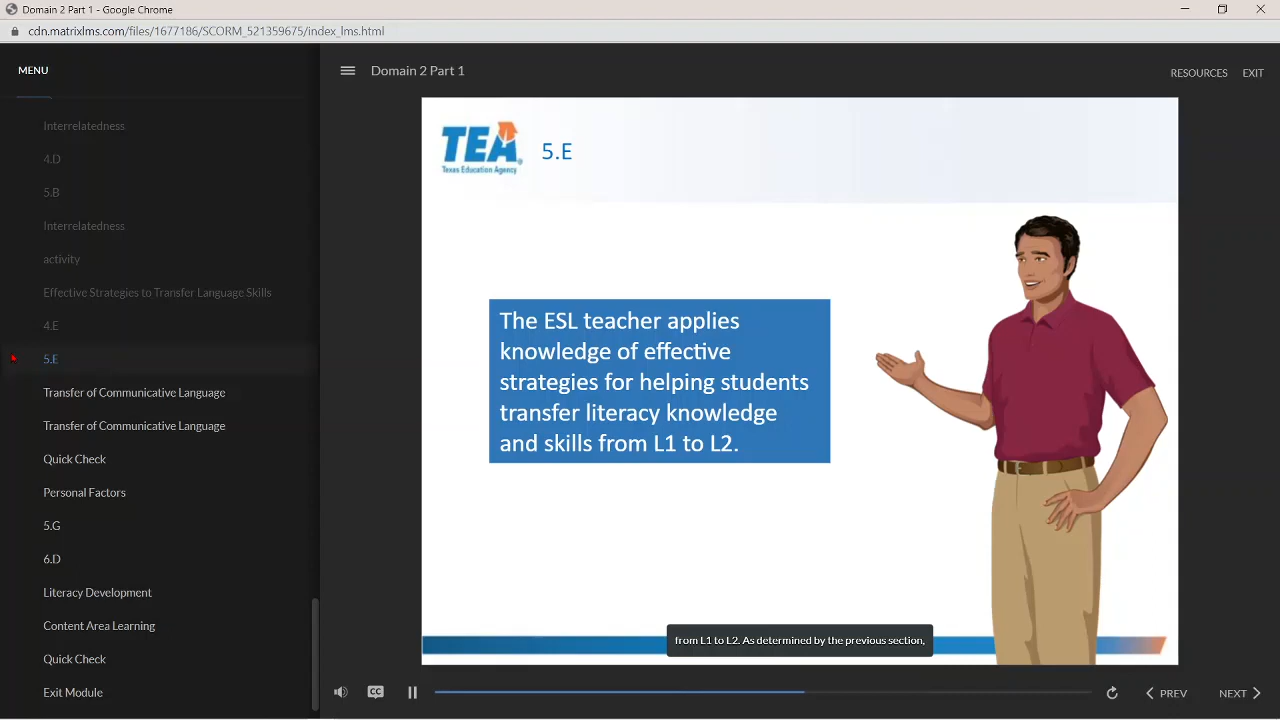 Domain 2 Part 1 - Google Chrome
cdn.matrixlms.com/files/1677186/SCORM_521359675/index_lms.html
MENU
Interrelatedness
4.D
5.B
Interrelatedness
activity
Effective Strategies to Transfer Language Skills
4.E
5.E
Transfer of Communicative Language
Transfer of Communicative Language
Quick Check
Personal Factors
5.G
6.D
Literacy Development
Content Area Learning
Quick Check
Exit Module
Domain 2 Part 1
RESOURCES EXIT
TEA
Texas Education Agency
5.E
The ESL teacher applies
knowledge of effective
strategies for helping students
transfer literacy knowledge
and skills from L1 to L2.
from L1 to L2. As determined by the previous section,
CC
PREV NEXT